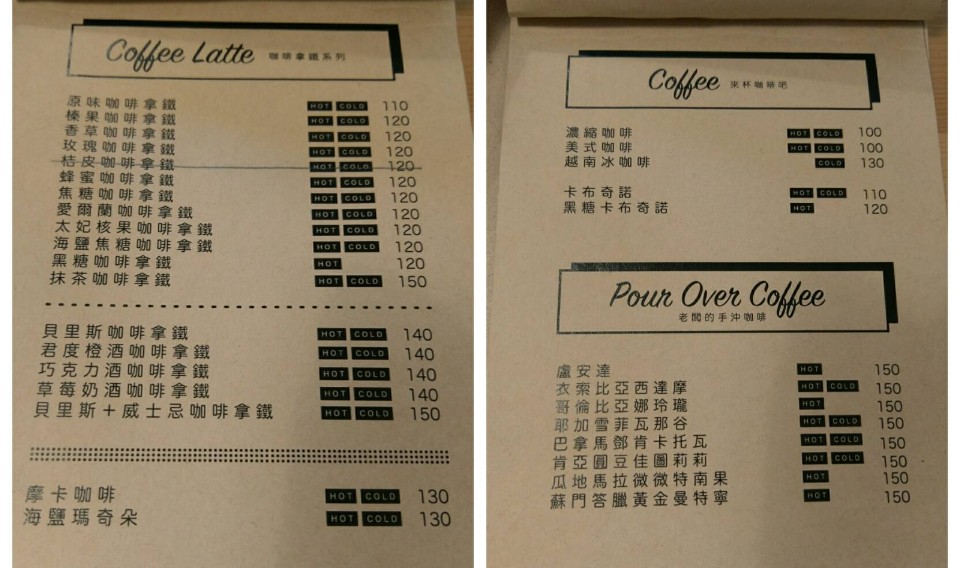 Coffee Latte 咖啡拿鐵系列
原味咖啡拿鐵 HOT COLD 110
榛果咖啡拿鐵 HOT COLD 120
香草咖啡拿鐵 HOT COLD 120
玫瑰咖啡拿鐵 HOT COLD 120
桔皮咖啡拿鐵 HOT COLD 120
蜂蜜咖啡拿鐵 HOT COLD 120
焦糖咖啡拿鐵 HOT COLD 120
愛爾蘭咖啡拿鐵 HOT COLD 120
太妃核果咖啡拿鐵 HOT COLD 120
海鹽焦糖咖啡拿鐵 HOT COLD 120
黑糖咖啡拿鐵 HOT 120
抹茶咖啡拿鐵 HOT COLD 150
貝里斯咖啡拿鐵 HOT COLD 140
君度橙酒咖啡拿鐵 HOT COLD 140
巧克力酒咖啡拿鐵 HOT COLD 140
草莓奶酒咖啡拿鐵 HOT COLD 140
貝里斯+威士忌咖啡拿鐵 HOT COLD 150
摩卡咖啡 HOT COLD 130
海鹽瑪奇朵 HOT COLD 130
Coffee 來杯咖啡吧
濃縮咖啡 HOT COLD 100
美式咖啡 HOT COLD 100
越南冰咖啡 COLD 130
卡布奇諾 HOT COLD 110
黑糖卡布奇諾 HOT 120
Pour Over Coffee
老闆的手沖咖啡
盧安達 HOT 150
衣索比亞西達摩 HOT COLD 150
哥倫比亞娜玲瓏 HOT 150
耶加雪菲瓦那谷 HOT COLD 150
巴拿馬鄧肯卡托瓦 HOT COLD 150
肯亞圓豆佳圖莉莉 HOT COLD 150
瓜地馬拉微微特南果 HOT 150
蘇門答臘黃金曼特寧 HOT 150